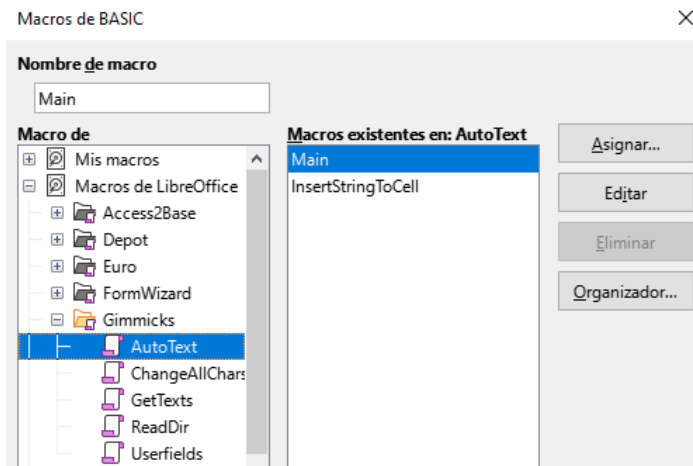 Macros de BASIC
Nombre de macro
Main
Macro de
Mis macros
Macros de LibreOffice
Access2Base
Depot
Euro
FormWizard
Gimmicks
AutoText
ChangeAllChars
GetTexts
ReadDir
Userfields
Macros existentes en: AutoText
Main
InsertStringToCell
Asignar...
Editar
Eliminar
Organizador...